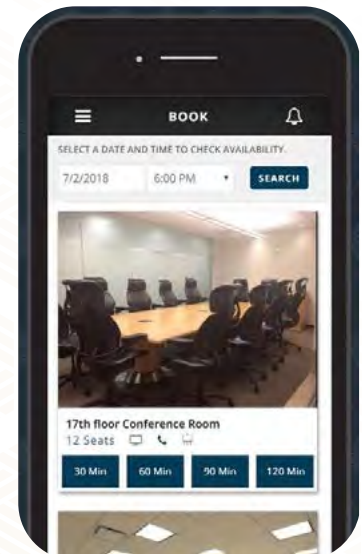 BOOK
SELECT A DATE AND TIME TO CHECK AVAILABILITY.
7/2/2018 6:00 PM SEARCH
17th floor Conference Room
12 Seats
30 Min 60 Min 90 Min 120 Min